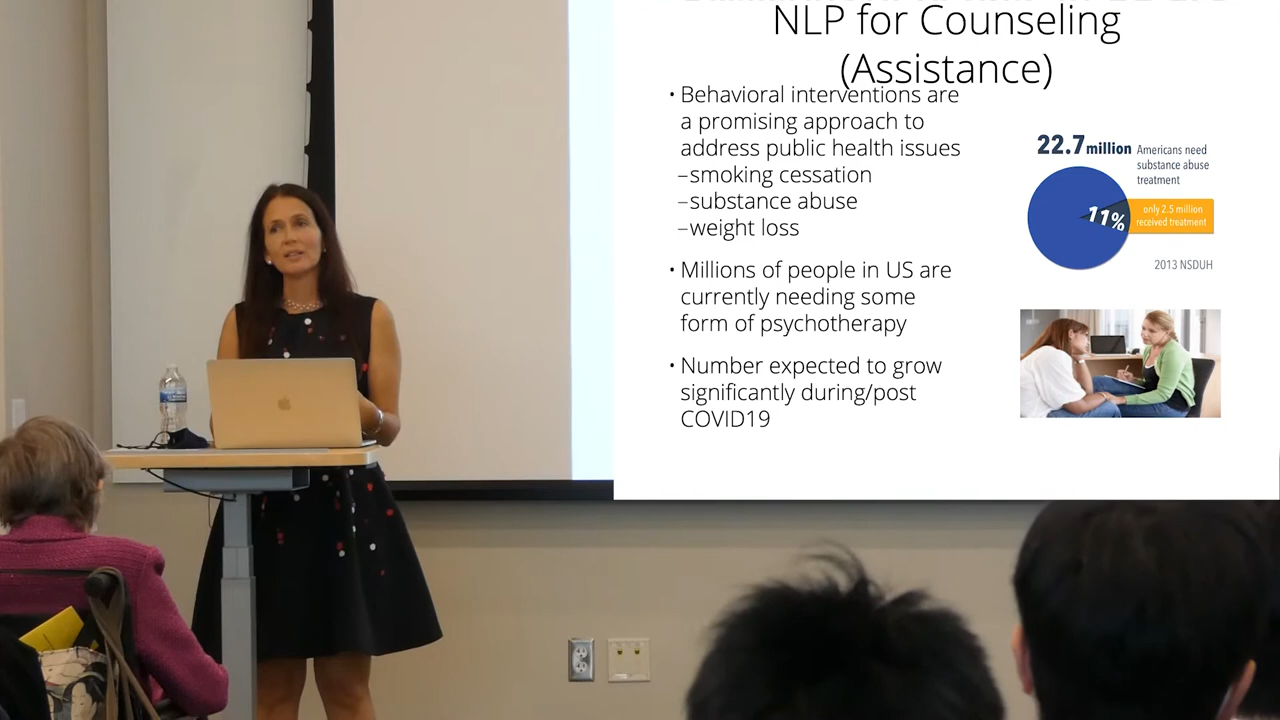 NLP for Counseling
(Assistance)
• Behavioral interventions are
a promising approach to
address public health issues
–smoking cessation
–substance abuse
–weight loss
• Millions of people in US are
currently needing some
form of psychotherapy
• Number expected to grow
significantly during/post
COVID19
22.7 million Americans need
substance abuse
treatment
11%
only 2.5 million
received treatment
2013 NSDUH